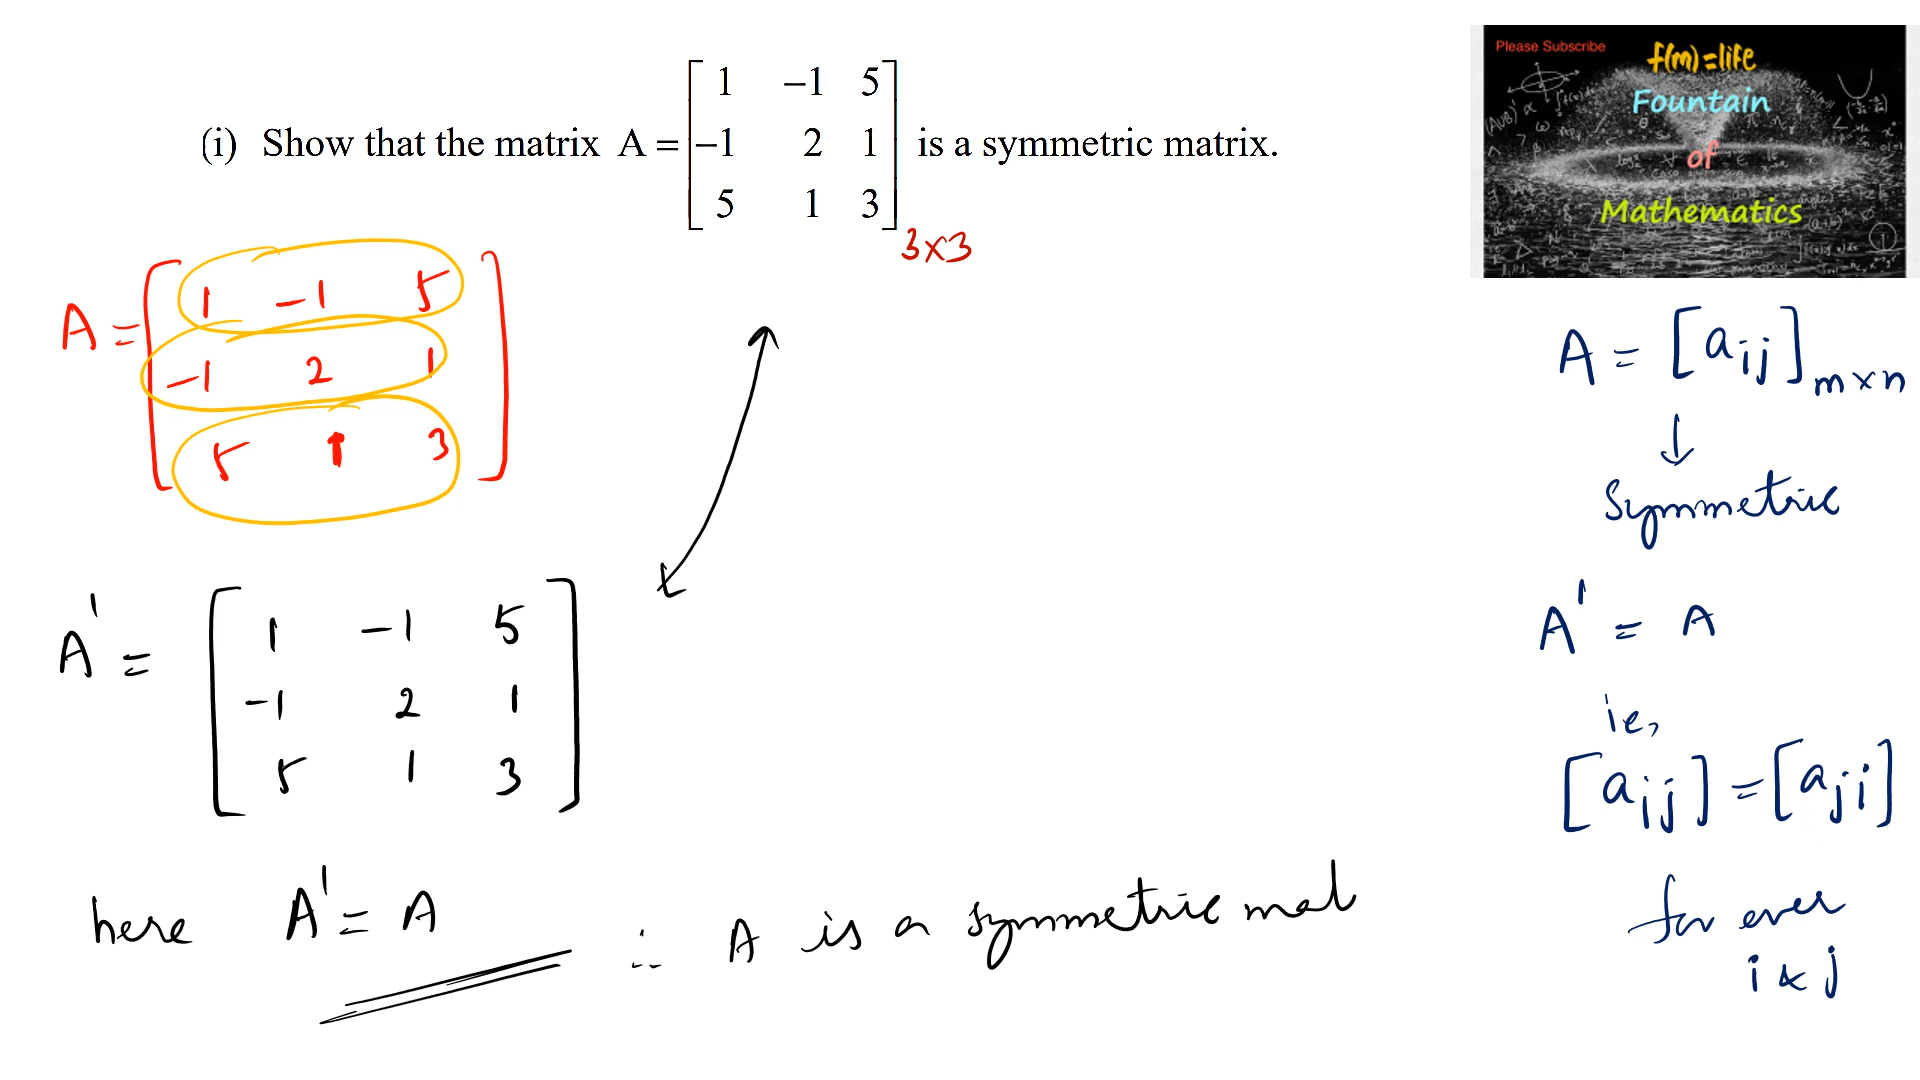 1 −1 5
(i) Show that the matrix A = −1 2 1 is a symmetric matrix.
5 1 3
3×3
Please Subscribe
f(m)=life
Fountain
of
Mathematics
A = [ 1 −1 5
−1 2 1
5 1 3 ]
A' = [ 1 −1 5
−1 2 1
5 1 3 ]
here A' = A
∴ A is a symmetric mat
A = [aij] m×n
↓
Symmetric
A' = A
ie,
[aij] = [aji]
for ever
i & j